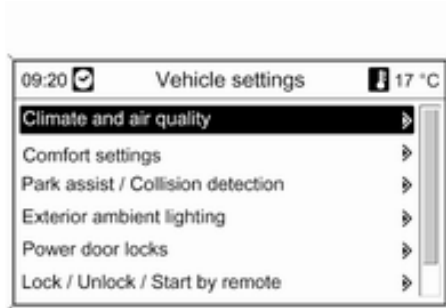 09:20 Vehicle settings 17 °C
Climate and air quality
Comfort settings
Park assist / Collision detection
Exterior ambient lighting
Power door locks
Lock / Unlock / Start by remote